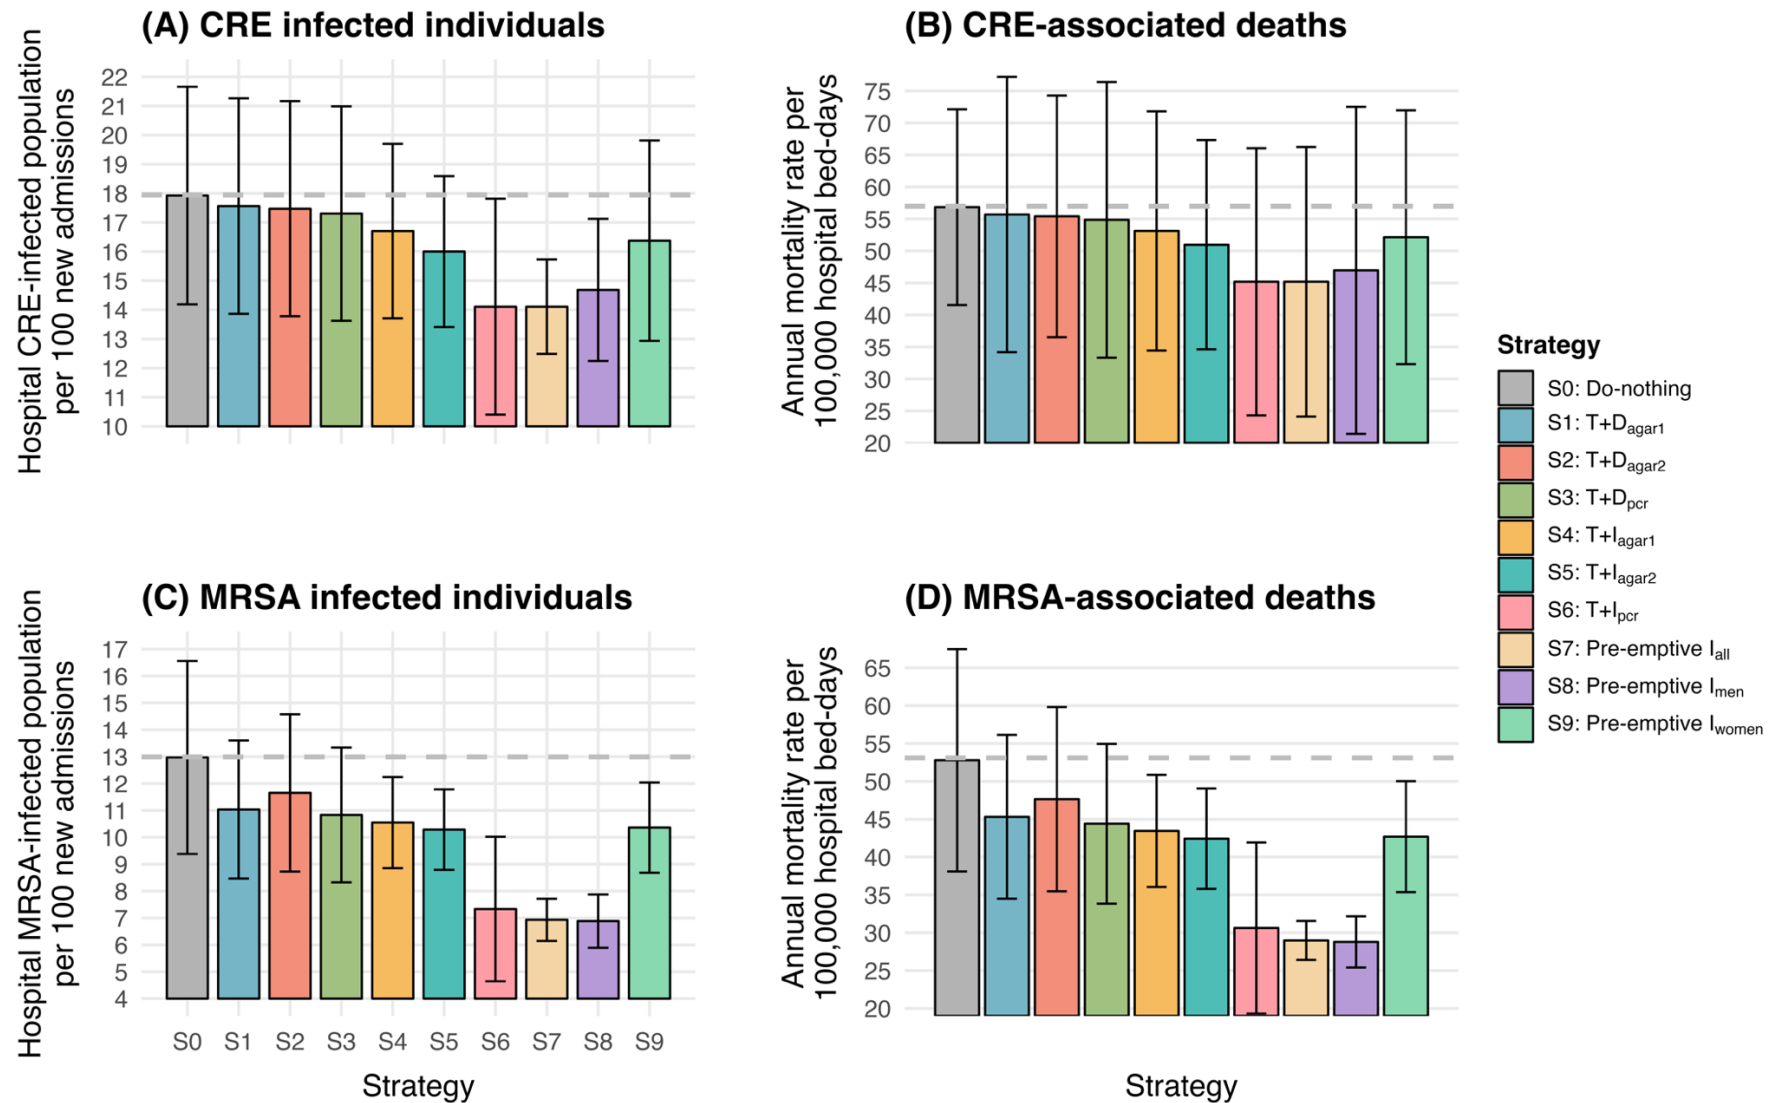 (A) CRE infected individuals
Hospital CRE-infected population
per 100 new admissions
22
21
20
19
18
17
16
15
14
13
12
11
10
(B) CRE-associated deaths
Annual mortality rate per
100,000 hospital bed-days
75
70
65
60
55
50
45
40
35
30
25
20
(C) MRSA infected individuals
Hospital MRSA-infected population
per 100 new admissions
17
16
15
14
13
12
11
10
9
8
7
6
5
4
S0 S1 S2 S3 S4 S5 S6 S7 S8 S9
Strategy
(D) MRSA-associated deaths
Annual mortality rate per
100,000 hospital bed-days
65
60
55
50
45
40
35
30
25
20
Strategy
Strategy
S0: Do-nothing
S1: T+Dagar1
S2: T+Dagar2
S3: T+Dpcr
S4: T+Iagar1
S5: T+Iagar2
S6: T+Ipcr
S7: Pre-emptive Iall
S8: Pre-emptive Imen
S9: Pre-emptive Iwomen